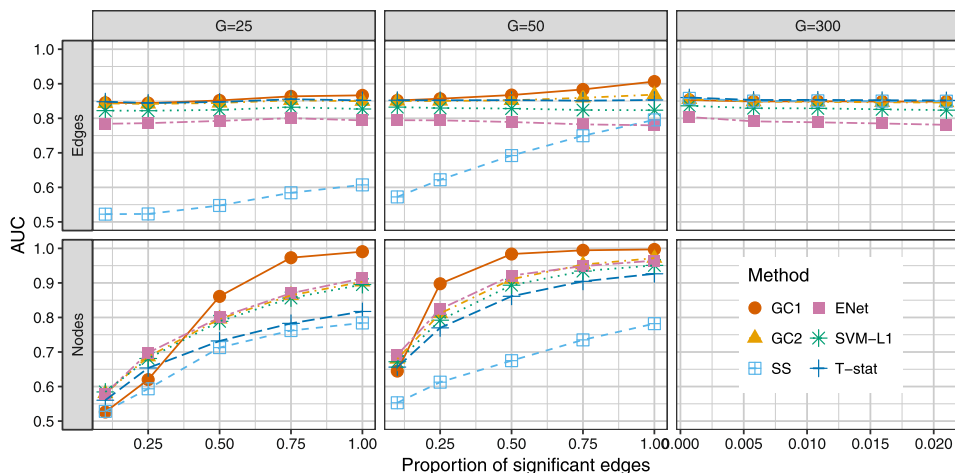 G=25 G=50 G=300
AUC
Edges
1.0
0.9
0.8
0.7
0.6
0.5
Nodes
1.0
0.9
0.8
0.7
0.6
0.5
Method
GC1 ENet
GC2 SVM-L1
SS T-stat
0.25 0.50 0.75 1.00 0.25 0.50 0.75 1.00 0.000 0.005 0.010 0.015 0.020
Proportion of significant edges